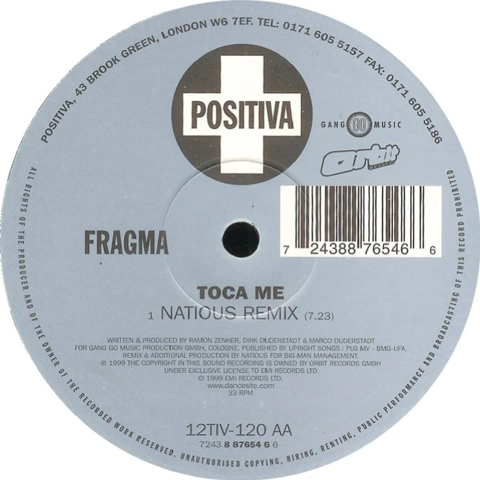 POSITIVA, 43 BROOK GREEN, LONDON W6 7EF. TEL: 0171 605 5157 FAX: 0171 605 5186
POSITIVA
GANG GO MUSIC
Orbit
RECORDS
7 24388 76546 6
FRAGMA
TOCA ME
1 NATIOUS REMIX (7.23)
WRITTEN & PRODUCED BY RAMON ZENKER, DIRK DUDERSTADT & MARCO DUDERSTADT
FOR GANG GO MUSIC PRODUCTION GMBH, COLOGNE, PUBLISHED BY UPRIGHT SONGS / PLG MV - BMG-UFA.
REMIX & ADDITIONAL PRODUCTION BY NATIOUS FOR BIG MAN MANAGEMENT.
℗ 1999 THE COPYRIGHT IN THIS SOUND RECORDING IS OWNED BY ORBIT RECORDS GMBH
UNDER EXCLUSIVE LICENSE TO EMI RECORDS LTD.
© 1999 EMI RECORDS LTD.
www.dancesite.com
33 RPM
12TIV-120 AA
7243 8 87654 6 6
ALL RIGHTS OF THE PRODUCER AND OF THE OWNER OF THE RECORDED WORK RESERVED. UNAUTHORISED COPYING, HIRING, RENTING, PUBLIC PERFORMANCE AND BROADCASTING OF THIS RECORD PROHIBITED